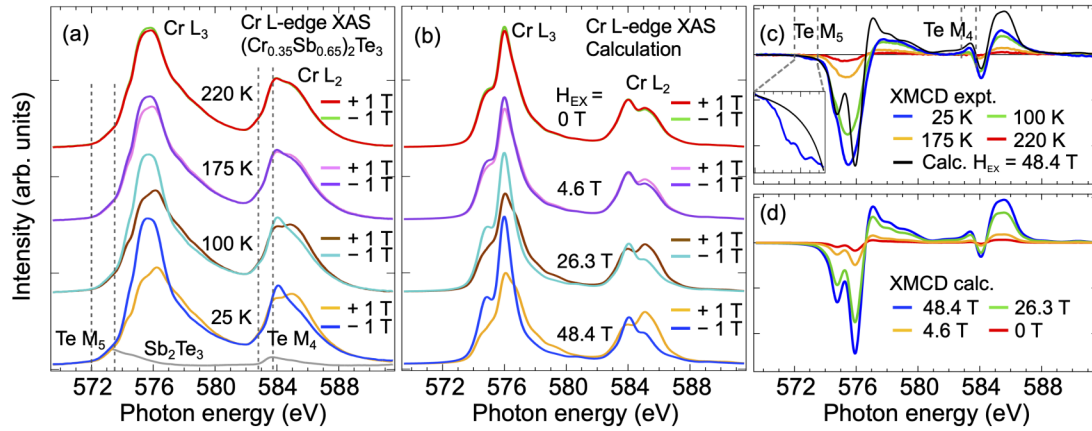 Intensity (arb. units)
(a)
Cr L₃
Cr L-edge XAS
(Cr₀.₃₅Sb₀.₆₅)₂Te₃
Cr L₂
220 K
+ 1 T
− 1 T
175 K
+ 1 T
− 1 T
100 K
+ 1 T
− 1 T
25 K
+ 1 T
− 1 T
Te M₅
Sb₂Te₃
Te M₄
572 576 580 584 588
Photon energy (eV)
(b)
Cr L₃
Cr L-edge XAS
Calculation
Cr L₂
H_EX =
0 T
+ 1 T
− 1 T
4.6 T
+ 1 T
− 1 T
26.3 T
+ 1 T
− 1 T
48.4 T
+ 1 T
− 1 T
572 576 580 584 588
Photon energy (eV)
(c)
Te M₅
Te M₄
XMCD expt.
25 K 100 K
175 K 220 K
Calc. H_EX = 48.4 T
(d)
XMCD calc.
48.4 T 26.3 T
4.6 T 0 T
572 576 580 584 588
Photon energy (eV)